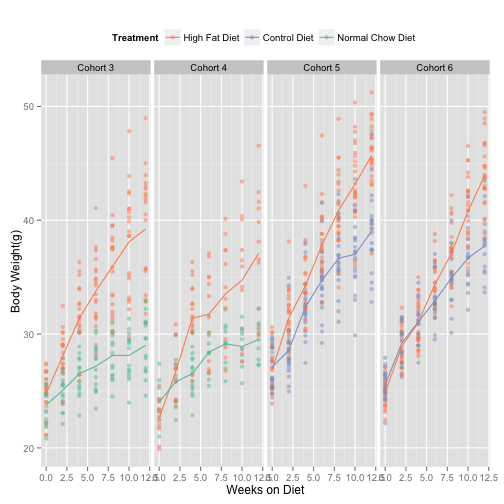 Treatment High Fat Diet Control Diet Normal Chow Diet
Cohort 3 Cohort 4 Cohort 5 Cohort 6
50
40
30
20
Body Weight(g)
0.0 2.5 5.0 7.5 10.0 12.5 0.0 2.5 5.0 7.5 10.0 12.5 0.0 2.5 5.0 7.5 10.0 12.5 0.0 2.5 5.0 7.5 10.0 12.5
Weeks on Diet